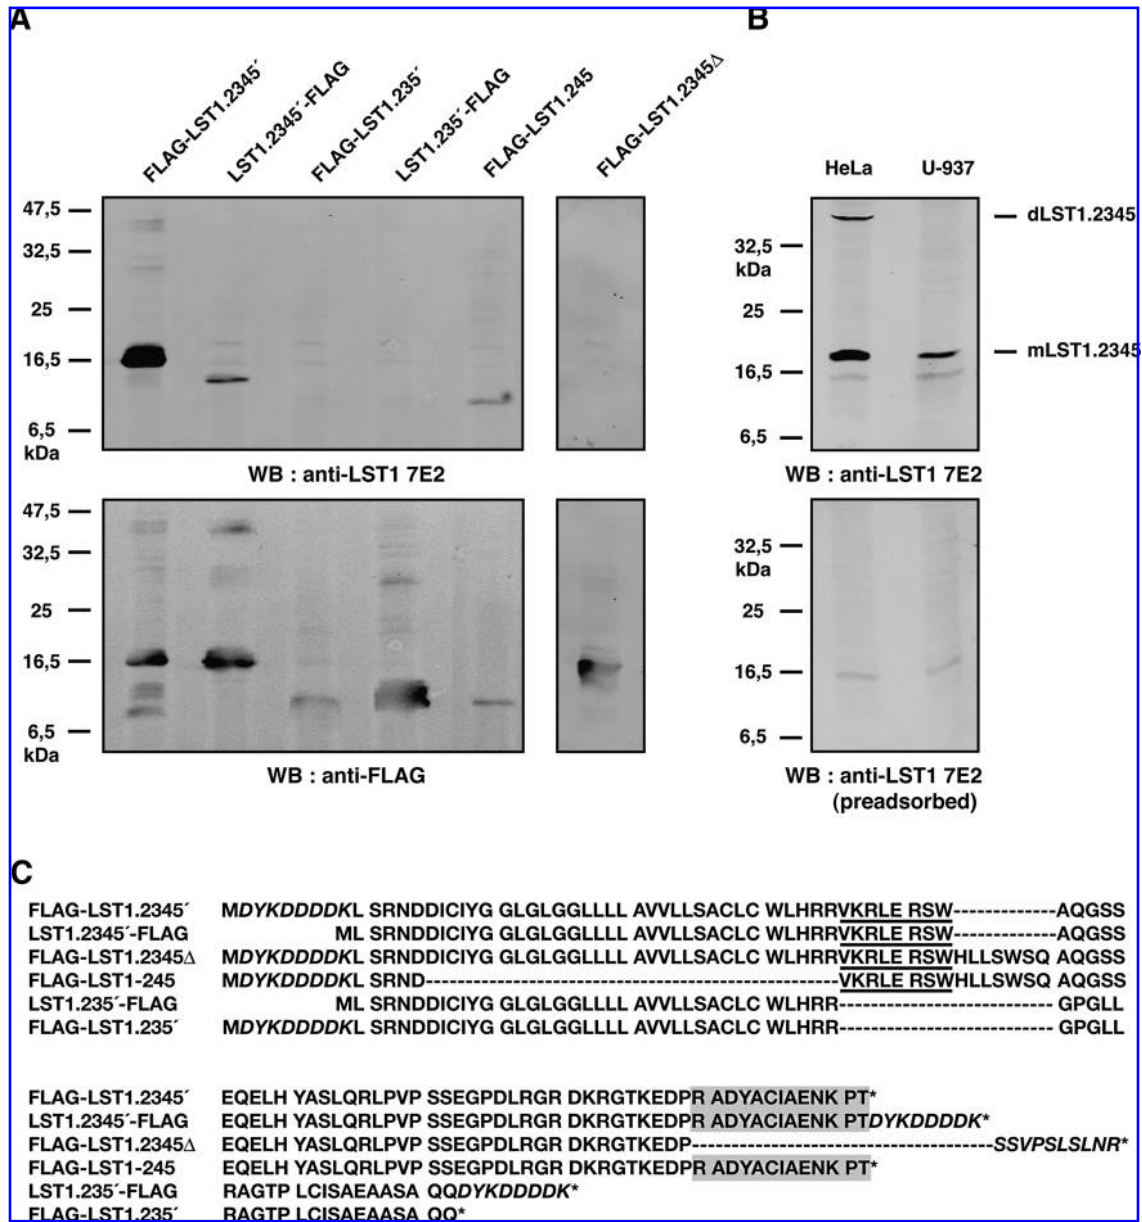 A
FLAG-LST1.2345´
LST1.2345´-FLAG
FLAG-LST1.235´
LST1.235´-FLAG
FLAG-LST1.245
FLAG-LST1.2345Δ
47,5
32,5
25
16,5
6,5
kDa
WB : anti-LST1 7E2
47,5
32,5
25
16,5
6,5
kDa
WB : anti-FLAG
B
HeLa U-937
dLST1.2345
32,5
kDa
25
mLST1.2345
16,5
6,5
WB : anti-LST1 7E2
32,5
kDa
25
16,5
6,5
WB : anti-LST1 7E2
(preadsorbed)
C
FLAG-LST1.2345´ MDYKDDDDKL SRNDDICIYG GLGLGGLLLL AVVLLSACLC WLHRRVKRLE RSW-------------AQGSS
LST1.2345´-FLAG ML SRNDDICIYG GLGLGGLLLL AVVLLSACLC WLHRRVKRLE RSW-------------AQGSS
FLAG-LST1.2345Δ MDYKDDDDKL SRNDDICIYG GLGLGGLLLL AVVLLSACLC WLHRRVKRLE RSWHLLSWSQ AQGSS
FLAG-LST1-245 MDYKDDDDKL SRND----------------------------------------------------VKRLE RSWHLLSWSQ AQGSS
LST1.235´-FLAG ML SRNDDICIYG GLGLGGLLLL AVVLLSACLC WLHRR--------------------------- GPGLL
FLAG-LST1.235´ MDYKDDDDKL SRNDDICIYG GLGLGGLLLL AVVLLSACLC WLHRR--------------------------- GPGLL
FLAG-LST1.2345´ EQELH YASLQRLPVP SSEGPDLRGR DKRGTKEDPR ADYACIAENK PT*
LST1.2345´-FLAG EQELH YASLQRLPVP SSEGPDLRGR DKRGTKEDPR ADYACIAENK PTDYKDDDDK*
FLAG-LST1.2345Δ EQELH YASLQRLPVP SSEGPDLRGR DKRGTKEDP--------------------------------------SSVPSLSLNR*
FLAG-LST1-245 EQELH YASLQRLPVP SSEGPDLRGR DKRGTKEDPR ADYACIAENK PT*
LST1.235´-FLAG RAGTP LCISAEAASA QQDYKDDDDK*
FLAG-LST1.235´ RAGTP LCISAEAASA QQ*